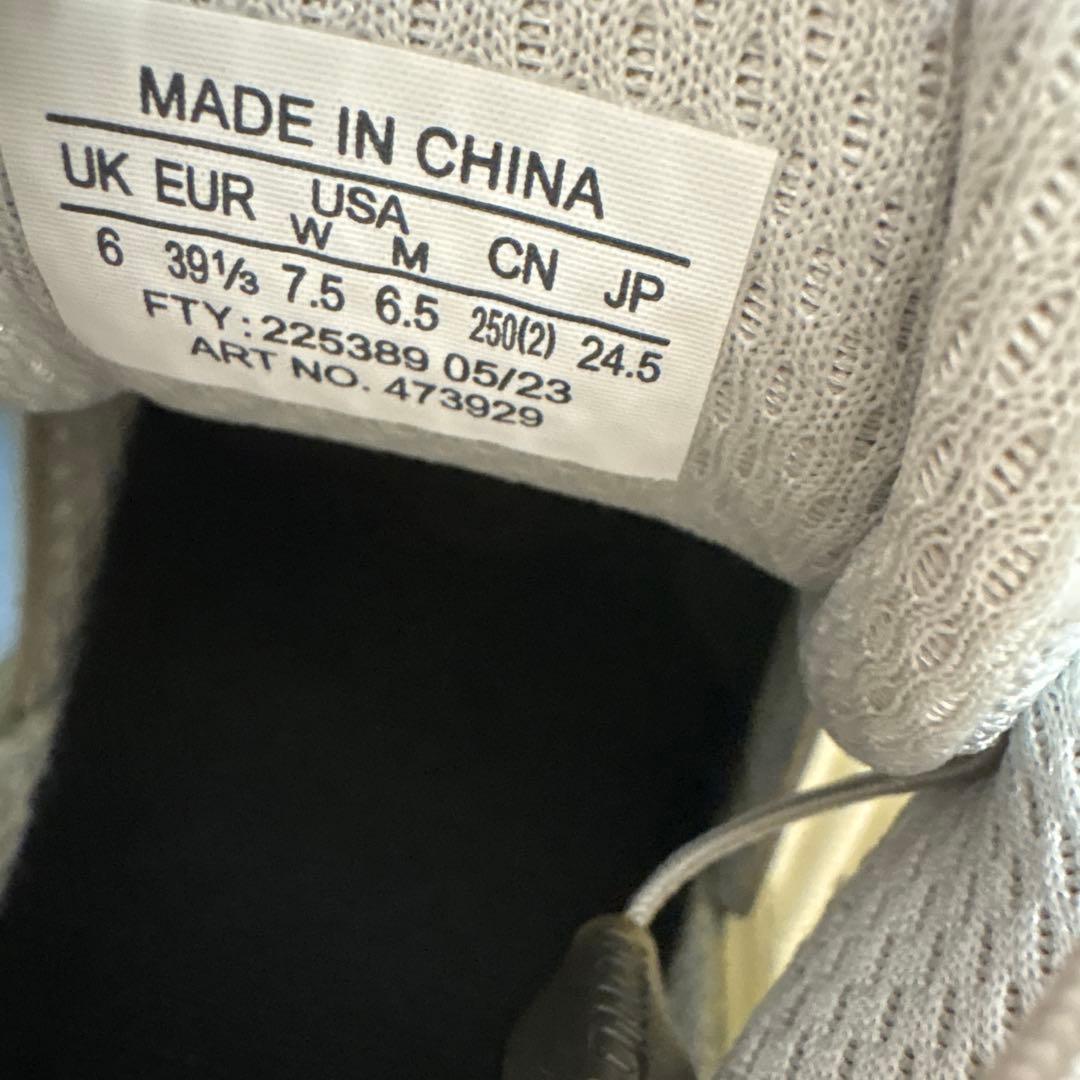 MADE IN CHINA
UK EUR USA CN JP
W M
6 39⅓ 7.5 6.5 250(2) 24.5
FTY: 225389 05/23
ART NO. 473929